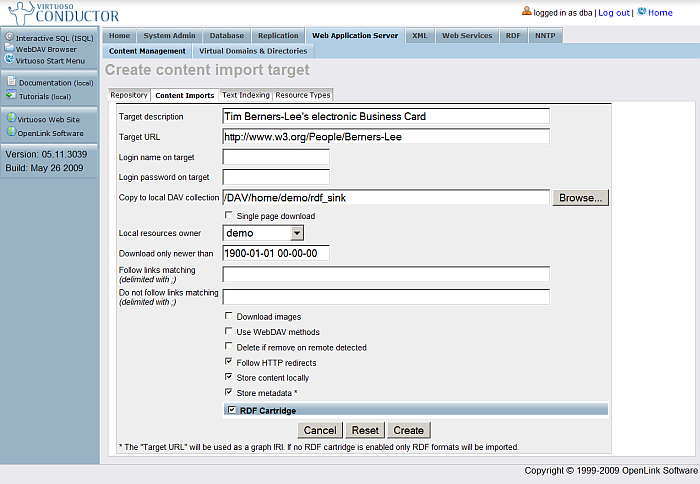 VIRTUOSO
CONDUCTOR
logged in as dba | Log out | Home
Interactive SQL (ISQL)
WebDAV Browser
Virtuoso Start Menu
Documentation (local)
Tutorials (local)
Virtuoso Web Site
OpenLink Software
Version: 05.11.3039
Build: May 26 2009
Home System Admin Database Replication Web Application Server XML Web Services RDF NNTP
Content Management Virtual Domains & Directories
Create content import target
Repository Content Imports Text Indexing Resource Types
Target description Tim Berners-Lee's electronic Business Card
Target URL http://www.w3.org/People/Berners-Lee
Login name on target
Login password on target
Copy to local DAV collection /DAV/home/demo/rdf_sink Browse...
Single page download
Local resources owner demo
Download only newer than 1900-01-01 00-00-00
Follow links matching
(delimited with ;)
Do not follow links matching
(delimited with ;)
Download images
Use WebDAV methods
Delete if remove on remote detected
Follow HTTP redirects
Store content locally
Store metadata *
RDF Cartridge
Cancel Reset Create
* The "Target URL" will be used as a graph IRI. If no RDF cartridge is enabled only RDF formats will be imported.
Copyright © 1999-2009 OpenLink Software